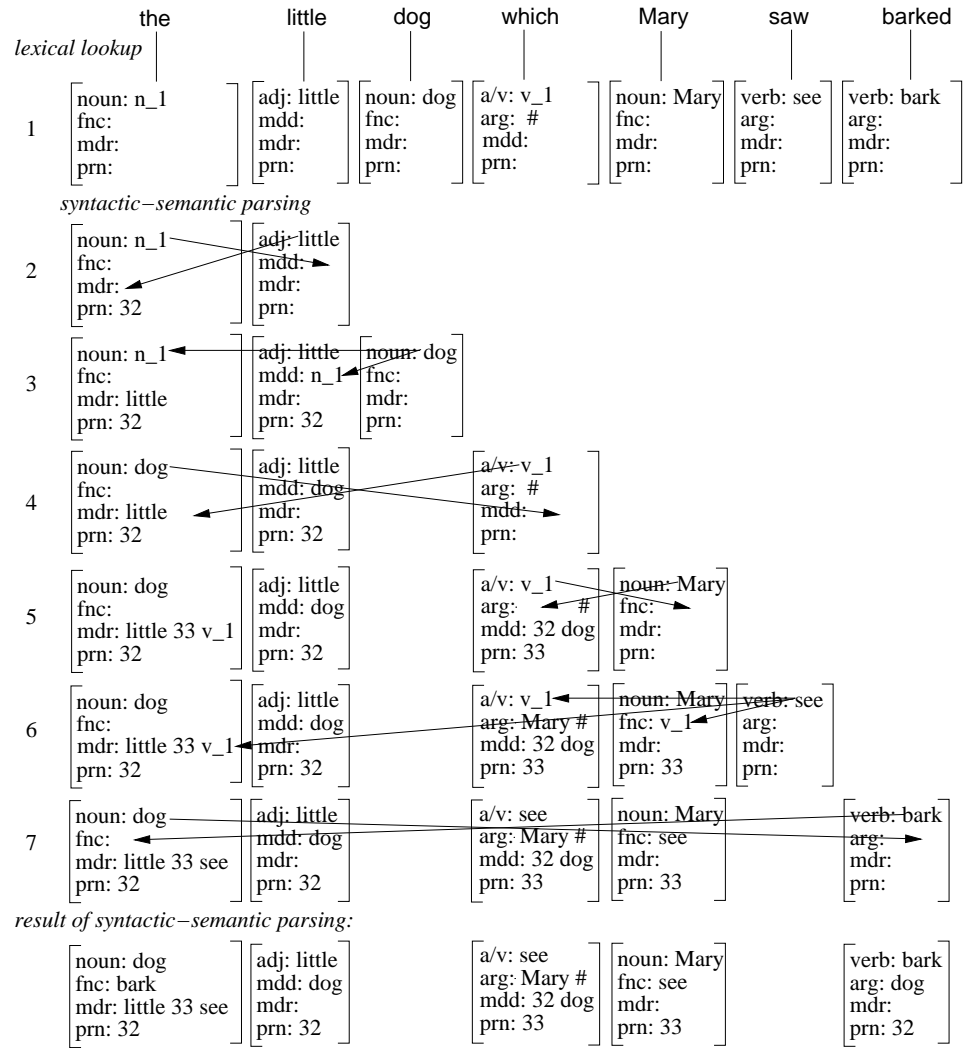 the little dog which Mary saw barked
lexical lookup
noun: n_1 adj: little noun: dog a/v: v_1 noun: Mary verb: see verb: bark
fnc: mdd: fnc: arg: # fnc: arg: arg:
1
mdr: mdr: mdr: mdd: mdr: mdr: mdr:
prn: prn: prn: prn: prn: prn: prn:
syntactic–semantic parsing
noun: n_1 adj: little
fnc: mdd:
2
mdr: mdr:
prn: 32 prn:
noun: n_1 adj: little noun: dog
fnc: mdd: n_1 fnc:
3
mdr: little mdr: mdr:
prn: 32 prn: 32 prn:
noun: dog adj: little a/v: v_1
fnc: mdd: dog arg: #
4
mdr: little mdr: mdd:
prn: 32 prn: 32 prn:
noun: dog adj: little a/v: v_1 noun: Mary
fnc: mdd: dog arg: # fnc:
5
mdr: little 33 v_1 mdr: mdd: 32 dog mdr:
prn: 32 prn: 32 prn: 33 prn:
noun: dog adj: little a/v: v_1 noun: Mary verb: see
fnc: mdd: dog arg: Mary # fnc: v_1 arg:
6
mdr: little 33 v_1 mdr: mdd: 32 dog mdr: mdr:
prn: 32 prn: 32 prn: 33 prn: 33 prn:
noun: dog adj: little a/v: see noun: Mary verb: bark
fnc: mdd: dog arg: Mary # fnc: see arg:
7
mdr: little 33 see mdr: mdd: 32 dog mdr: mdr:
prn: 32 prn: 32 prn: 33 prn: 33 prn:
result of syntactic–semantic parsing:
noun: dog adj: little a/v: see noun: Mary verb: bark
fnc: bark mdd: dog arg: Mary # fnc: see arg: dog
mdr: little 33 see mdr: mdd: 32 dog mdr: mdr:
prn: 32 prn: 32 prn: 33 prn: 33 prn: 32